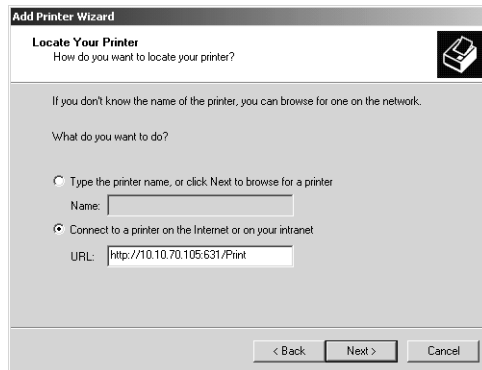 Add Printer Wizard
Locate Your Printer
How do you want to locate your printer?
If you don't know the name of the printer, you can browse for one on the network.
What do you want to do?
Type the printer name, or click Next to browse for a printer
Name:
Connect to a printer on the Internet or on your intranet
URL: http://10.10.70.105:631/Print
< Back Next > Cancel